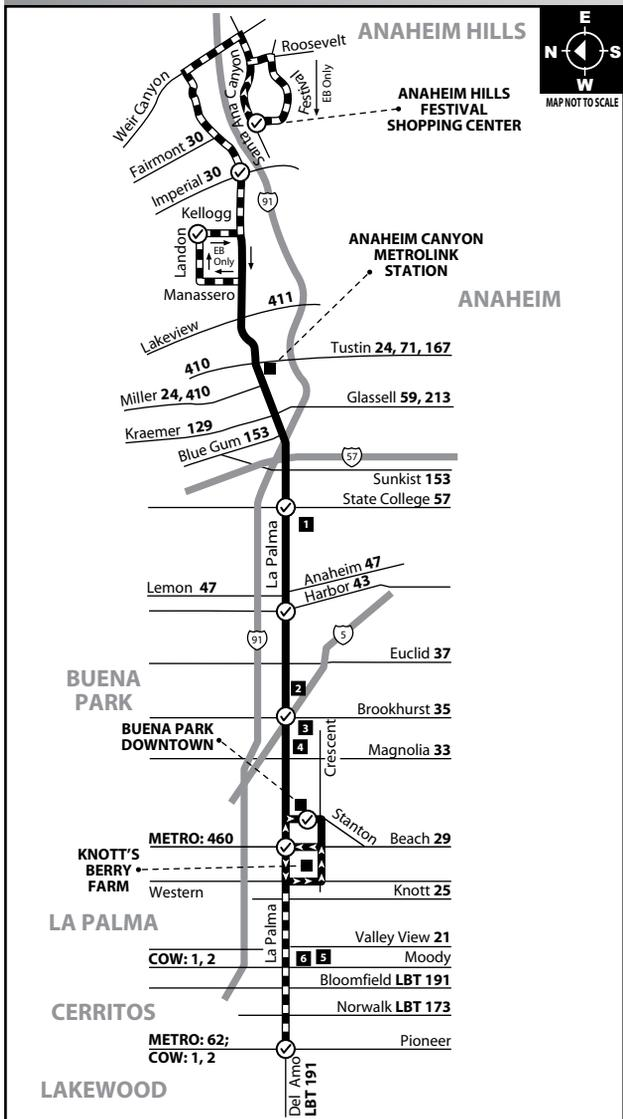 ANAHEIM HILLS
E
N S
W
MAP NOT TO SCALE
Roosevelt
Weir Canyon
Santa Ana Canyon
Festval
EB Only
ANAHEIM HILLS
FESTIVAL
SHOPPING CENTER
Fairmont 30
Imperial 30
91
Kellogg
Landon
EB
Only
Manassero
ANAHEIM CANYON
METROLINK
STATION
ANAHEIM
411
Lakeview
Tustin 24, 71, 167
410
Miller 24, 410
Glassell 59, 213
Kraemer 129
Blue Gum 153
57
Sunkist 153
State College 57
1
La Palma
Anaheim 47
Lemon 47
Harbor 43
91
5
Euclid 37
BUENA
PARK
2
Brookhurst 35
BUENA PARK
DOWNTOWN
3
4
Crescent
Magnolia 33
Stanton
METRO: 460
Beach 29
KNOTT'S
BERRY
FARM
Western
Knott 25
LA PALMA
La Palma
Valley View 21
COW: 1, 2
6 5
Moody
Bloomfield LBT 191
CERRITOS
Norwalk LBT 173
METRO: 62;
COW: 1, 2
Pioneer
LAKEWOOD
Del Amo
LBT 191